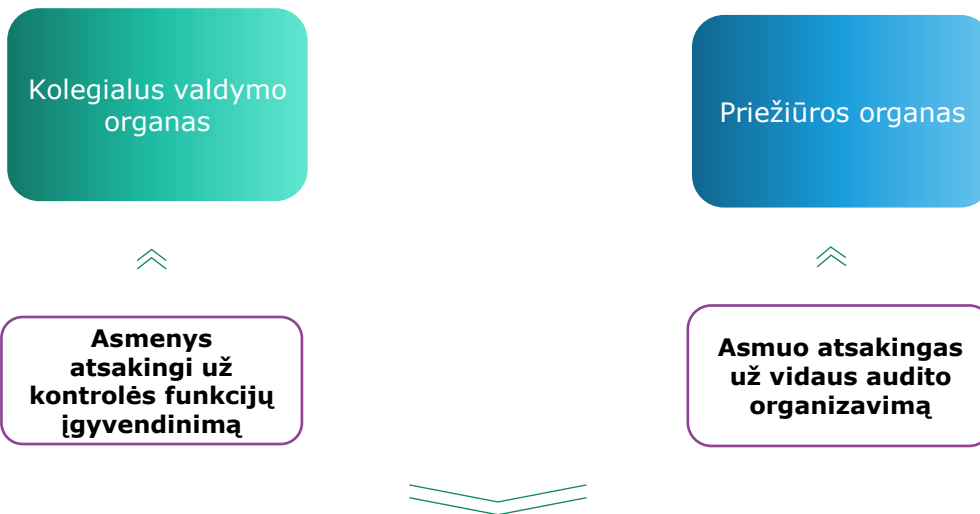 Kolegialus valdymo
organas
Priežiūros organas
Asmenys
atsakingi už
kontrolės funkcijų
įgyvendinimą
Asmuo atsakingas
už vidaus audito
organizavimą